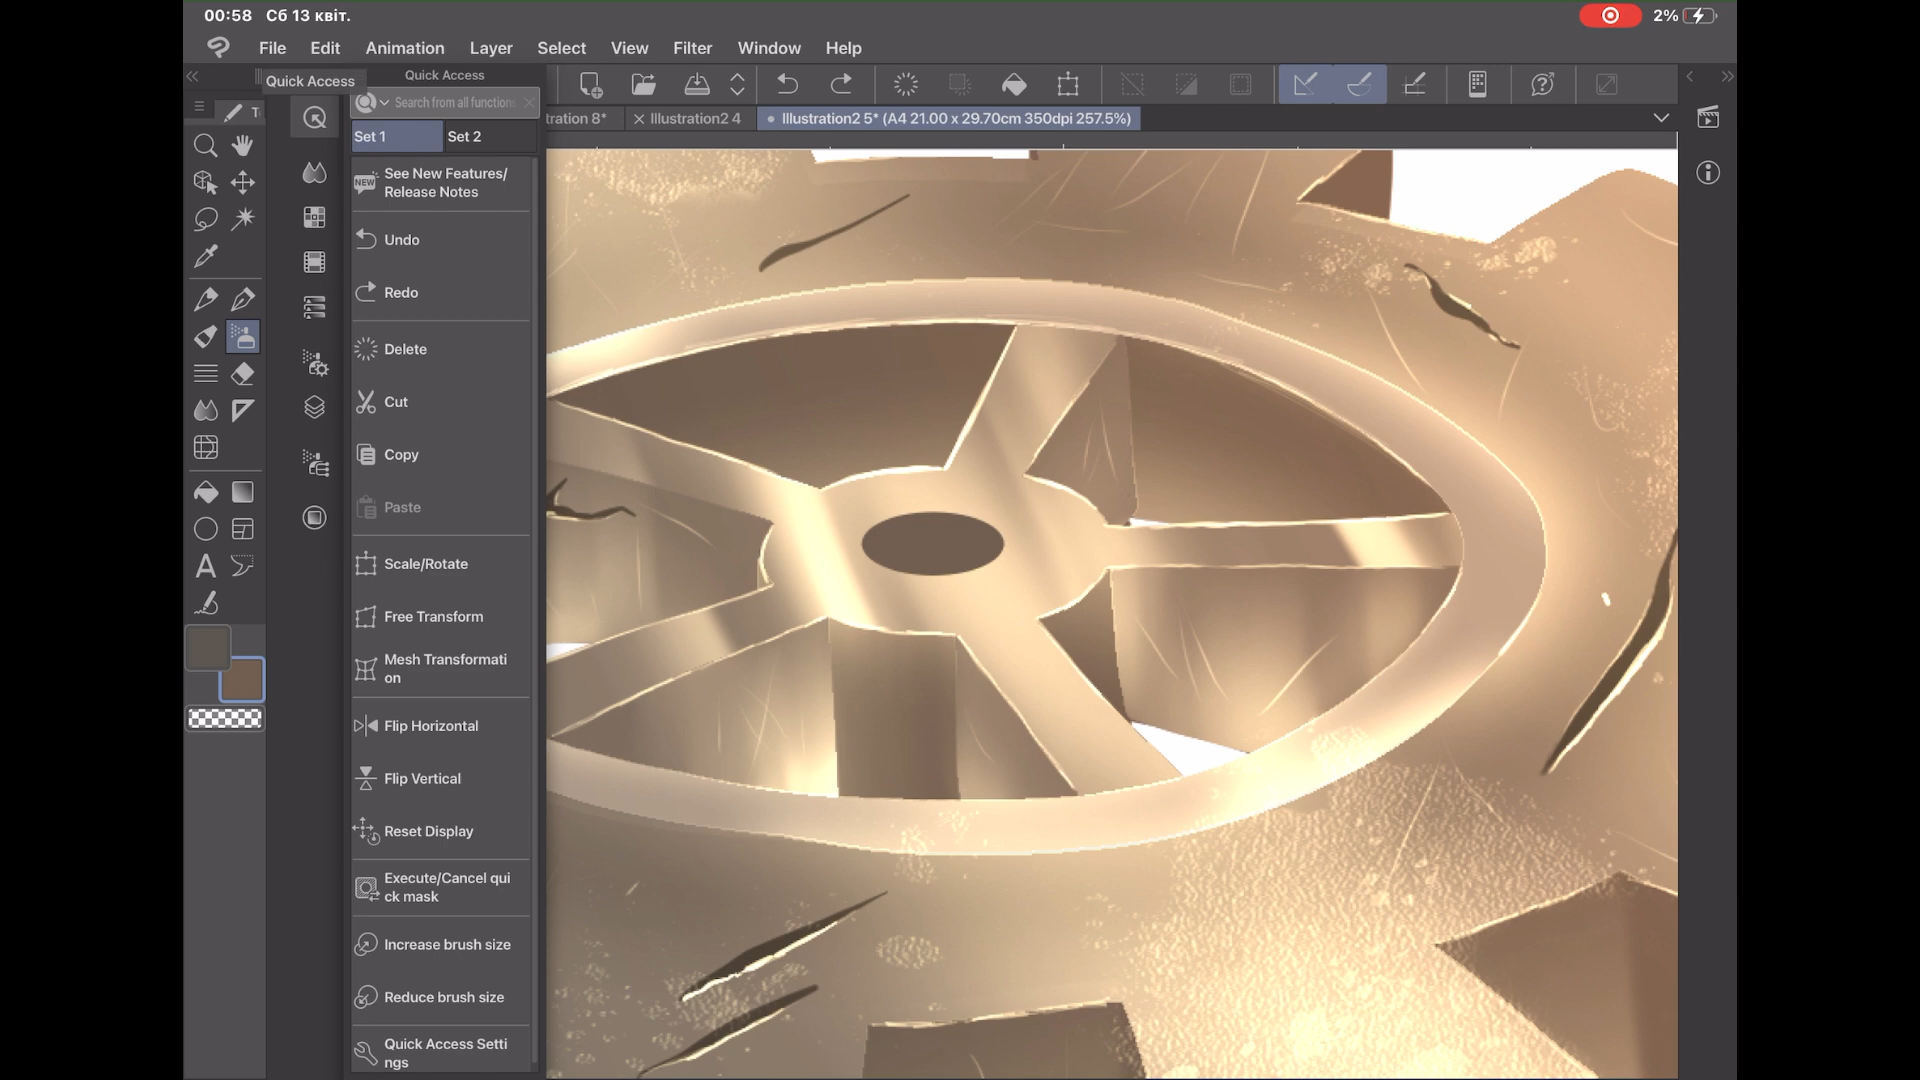 00:58 Сб 13 квіт.
2%
File Edit Animation Layer Select View Filter Window Help
Quick Access
Quick Access
Search from all functions
tration 8*
Illustration2 4
Illustration2 5* (A4 21.00 x 29.70cm 350dpi 257.5%)
Set 1
Set 2
NEW
See New Features/
Release Notes
Undo
Redo
Delete
Cut
Copy
Paste
Scale/Rotate
Free Transform
Mesh Transformati
on
Flip Horizontal
Flip Vertical
Reset Display
Execute/Cancel qui
ck mask
Increase brush size
Reduce brush size
Quick Access Setti
ngs